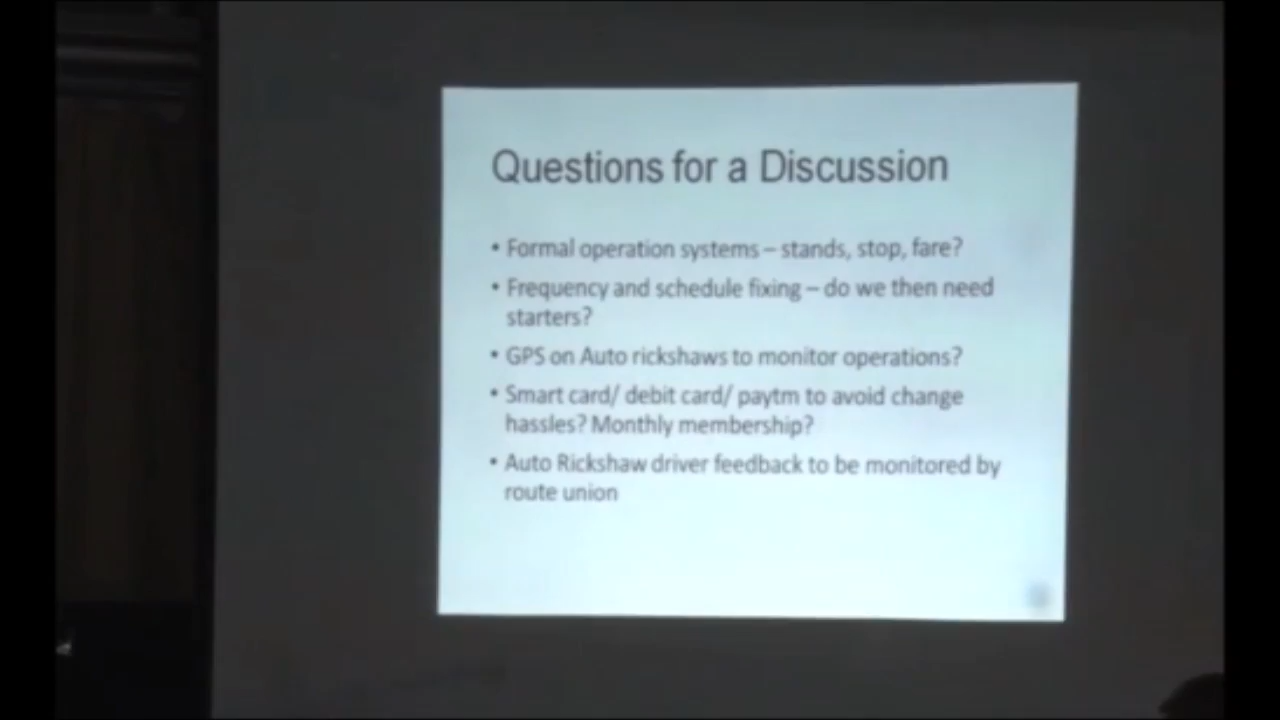 Questions for a Discussion
• Formal operation systems – stands, stop, fare?
• Frequency and schedule fixing – do we then need
starters?
• GPS on Auto rickshaws to monitor operations?
• Smart card/ debit card/ paytm to avoid change
hassles? Monthly membership?
• Auto Rickshaw driver feedback to be monitored by
route union